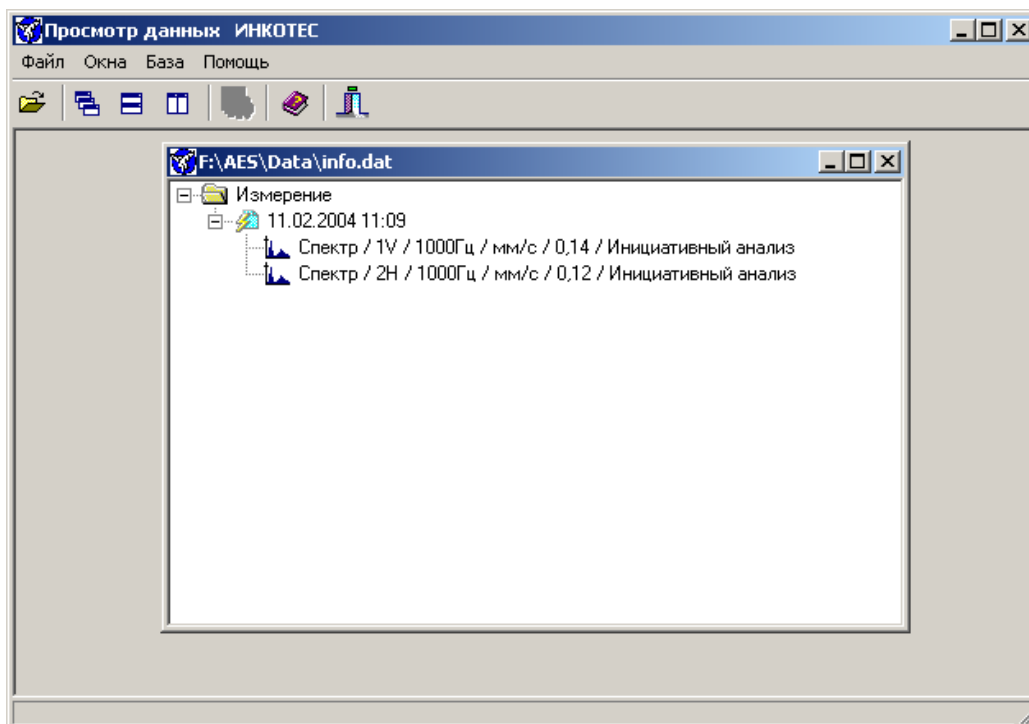 Просмотр данных ИНКОТЕС
Файл Окна База Помощь
F:\AES\Data\info.dat
Измерение
11.02.2004 11:09
Спектр / 1V / 1000Гц / мм/с / 0,14 / Инициативный анализ
Спектр / 2H / 1000Гц / мм/с / 0,12 / Инициативный анализ